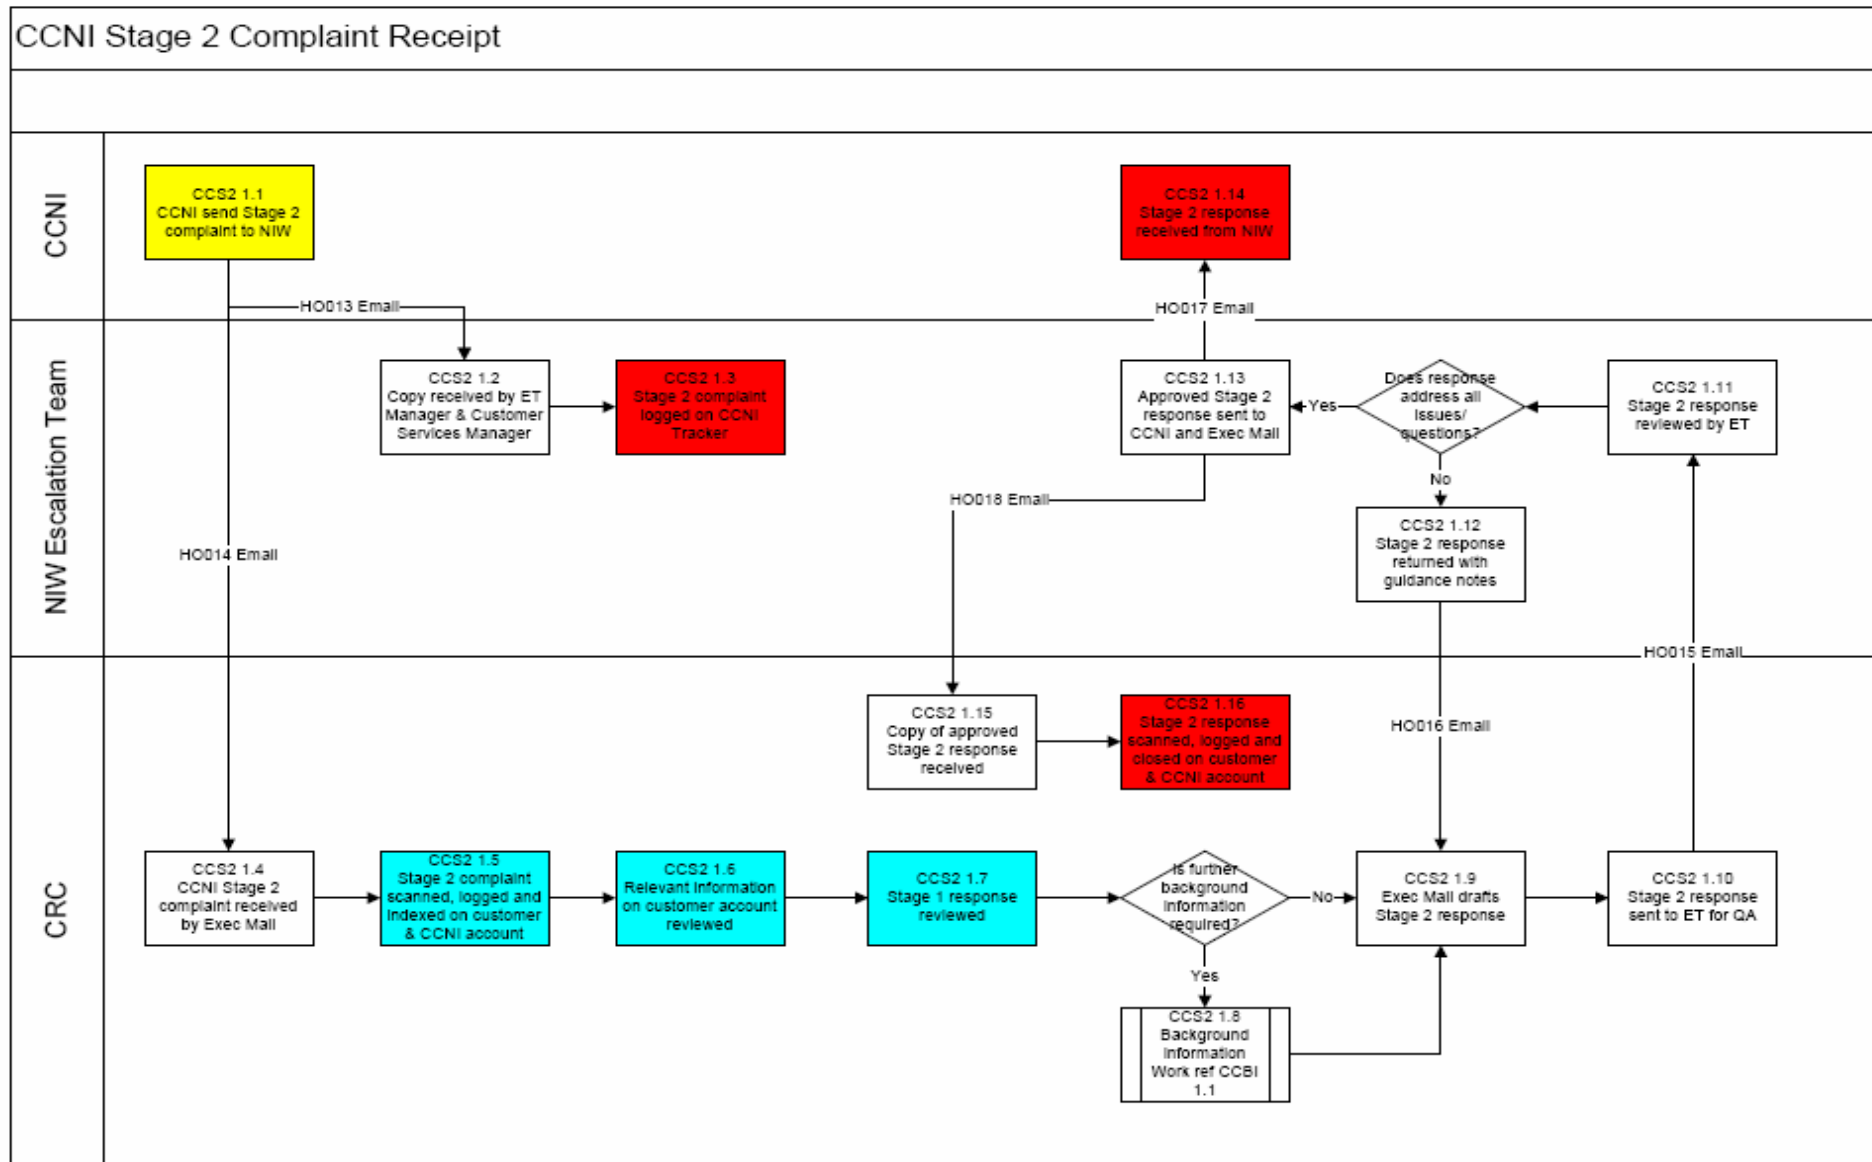 CCNI Stage 2 Complaint Receipt
CCNI
CCS2 1.1
CCNI send Stage 2
complaint to NIW
CCS2 1.14
Stage 2 response
received from NIW
HO013 Email
HO017 Email
NIW Escalation Team
CCS2 1.2
Copy received by ET
Manager & Customer
Services Manager
CCS2 1.3
Stage 2 complaint
logged on CCNI
Tracker
CCS2 1.13
Approved Stage 2
response sent to
CCNI and Exec Mail
Yes
Does response
address all
issues/
questions?
CCS2 1.11
Stage 2 response
reviewed by ET
No
HO018 Email
CCS2 1.12
Stage 2 response
returned with
guidance notes
HO014 Email
HO015 Email
CRC
CCS2 1.15
Copy of approved
Stage 2 response
received
CCS2 1.16
Stage 2 response
scanned, logged and
closed on customer
& CCNI account
HO016 Email
CCS2 1.4
CCNI Stage 2
complaint received
by Exec Mail
CCS2 1.5
Stage 2 complaint
scanned, logged and
indexed on customer
& CCNI account
CCS2 1.6
Relevant information
on customer account
reviewed
CCS2 1.7
Stage 1 response
reviewed
Is further
background
information
required?
No
CCS2 1.9
Exec Mail drafts
Stage 2 response
CCS2 1.10
Stage 2 response
sent to ET for QA
Yes
CCS2 1.8
Background
Information
Work ref CCBI
1.1